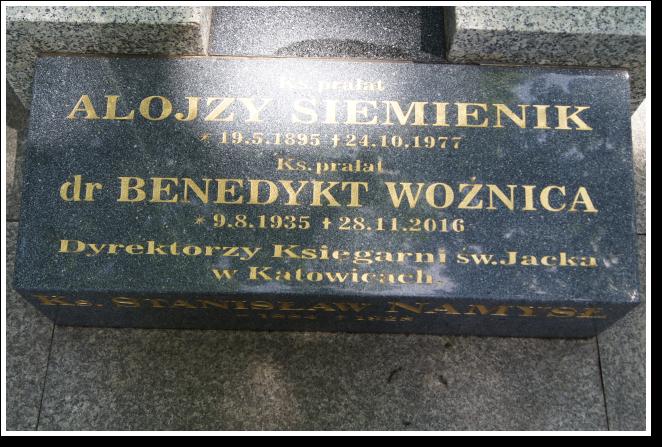 Ks. prałat
ALOJZY SIEMIENIK
* 19.5.1895 † 24.10.1977
Ks. prałat
dr BENEDYKT WOŹNICA
* 9.8.1935 † 28.11.2016
Dyrektorzy Księgarni św. Jacka
w Katowicach
Ks. STANISŁAW NAMYSŁ